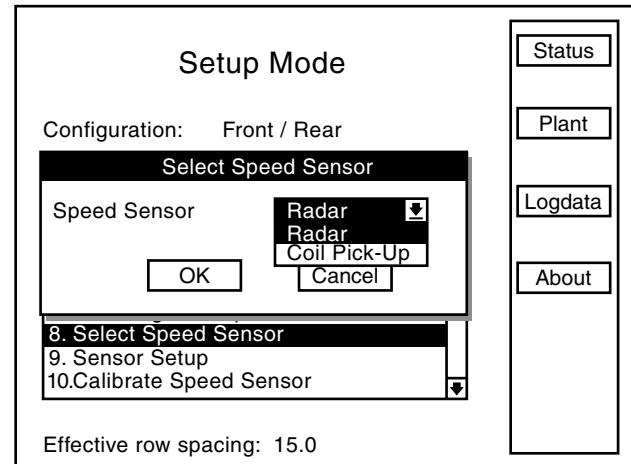 Setup Mode
Configuration: Front / Rear
Select Speed Sensor
Speed Sensor
Radar
Radar
Coil Pick-Up
OK
Cancel
8. Select Speed Sensor
9. Sensor Setup
10.Calibrate Speed Sensor
Effective row spacing: 15.0
Status
Plant
Logdata
About